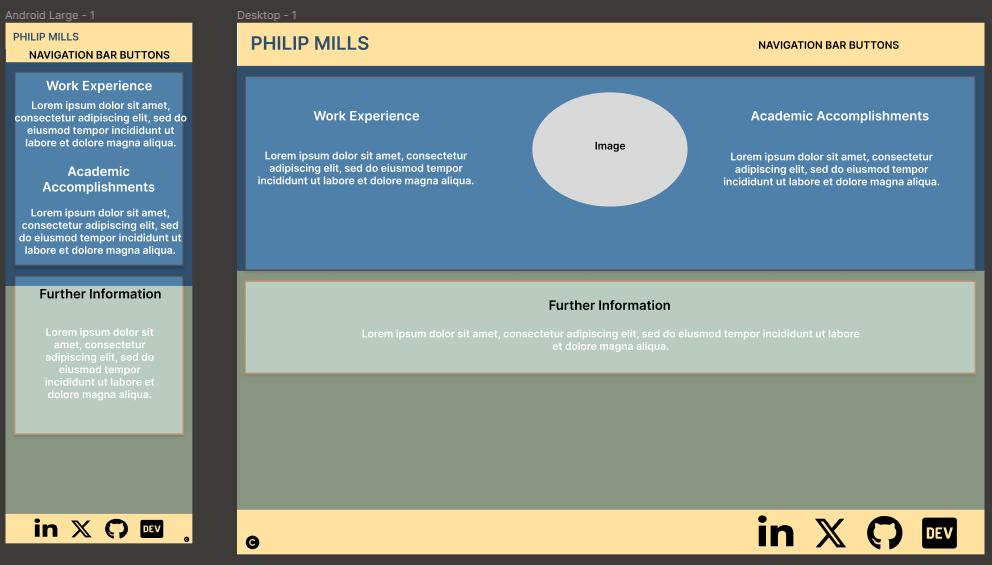 Android Large - 1
PHILIP MILLS
NAVIGATION BAR BUTTONS
Work Experience
Lorem ipsum dolor sit amet,
consectetur adipiscing elit, sed do
eiusmod tempor incididunt ut
labore et dolore magna aliqua.
Academic
Accomplishments
Lorem ipsum dolor sit amet,
consectetur adipiscing elit, sed
do eiusmod tempor incididunt ut
labore et dolore magna aliqua.
Further Information
Lorem ipsum dolor sit
amet, consectetur
adipiscing elit, sed do
eiusmod tempor
incididunt ut labore et
dolore magna aliqua.
in X DEV
C
Desktop - 1
PHILIP MILLS
NAVIGATION BAR BUTTONS
Work Experience
Lorem ipsum dolor sit amet, consectetur
adipiscing elit, sed do eiusmod tempor
incididunt ut labore et dolore magna aliqua.
Image
Academic Accomplishments
Lorem ipsum dolor sit amet, consectetur
adipiscing elit, sed do eiusmod tempor
incididunt ut labore et dolore magna aliqua.
Further Information
Lorem ipsum dolor sit amet, consectetur adipiscing elit, sed do eiusmod tempor incididunt ut labore
et dolore magna aliqua.
C
in X DEV